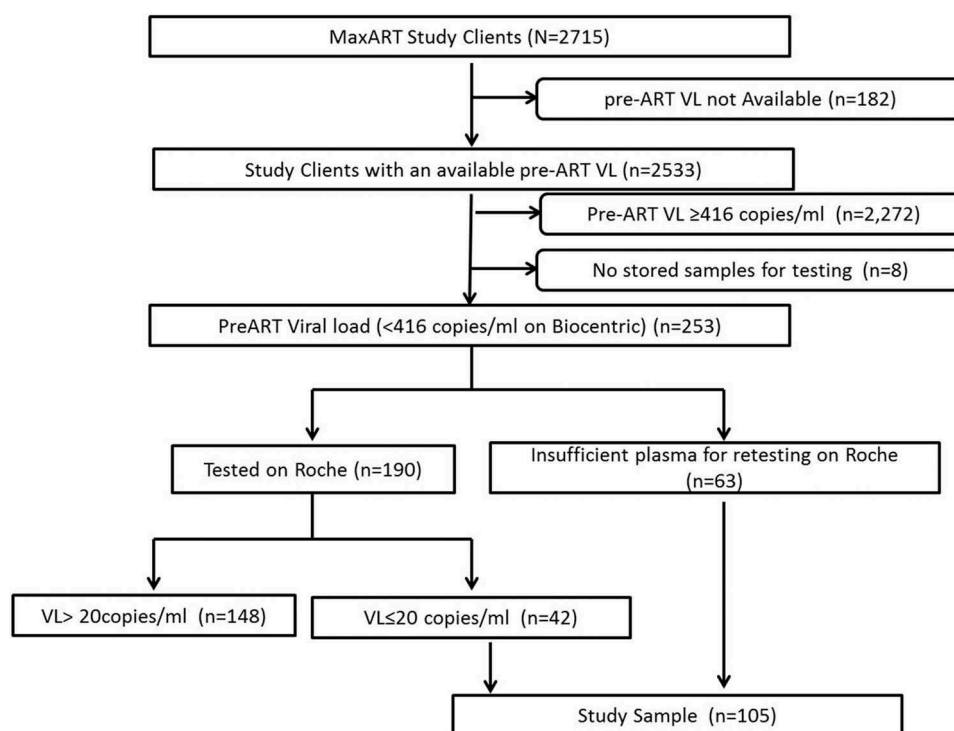 MaxART Study Clients (N=2715)
pre-ART VL not Available (n=182)
Study Clients with an available pre-ART VL (n=2533)
Pre-ART VL ≥416 copies/ml (n=2,272)
No stored samples for testing (n=8)
PreART Viral load (<416 copies/ml on Biocentric) (n=253)
Tested on Roche (n=190)
Insufficient plasma for retesting on Roche
(n=63)
VL> 20copies/ml (n=148)
VL≤20 copies/ml (n=42)
Study Sample (n=105)